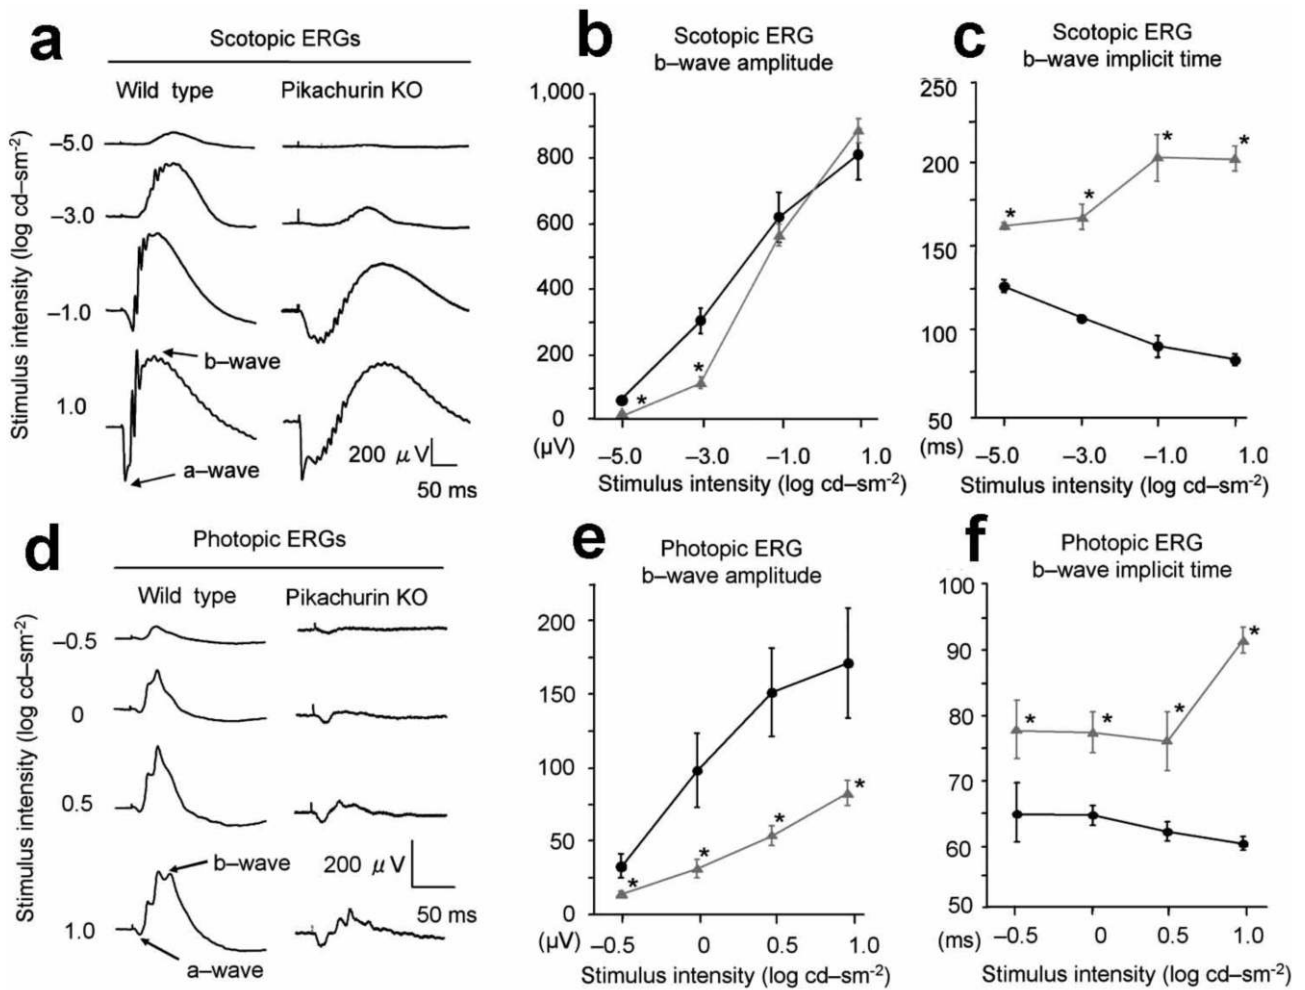 a
Scotopic ERGs
Wild type
Pikachurin KO
Stimulus intensity (log cd–sm⁻²)
–5.0
–3.0
–1.0
1.0
b–wave
a–wave
200 μV
50 ms
b
Scotopic ERG
b–wave amplitude
1,000
800
600
400
200
0
(μV)
–5.0 –3.0 –1.0 1.0
Stimulus intensity (log cd–sm⁻²)
* *
c
Scotopic ERG
b–wave implicit time
250
200
150
100
50
(ms)
–5.0 –3.0 –1.0 1.0
Stimulus intensity (log cd–sm⁻²)
* * * *
d
Photopic ERGs
Wild type
Pikachurin KO
Stimulus intensity (log cd–sm⁻²)
–0.5
0
0.5
1.0
b–wave
a–wave
200 μV
50 ms
e
Photopic ERG
b–wave amplitude
200
150
100
50
0
(μV)
–0.5 0 0.5 1.0
Stimulus intensity (log cd–sm⁻²)
* * * *
f
Photopic ERG
b–wave implicit time
100
90
80
70
60
50
(ms)
–0.5 0 0.5 1.0
Stimulus intensity (log cd–sm⁻²)
* * * *